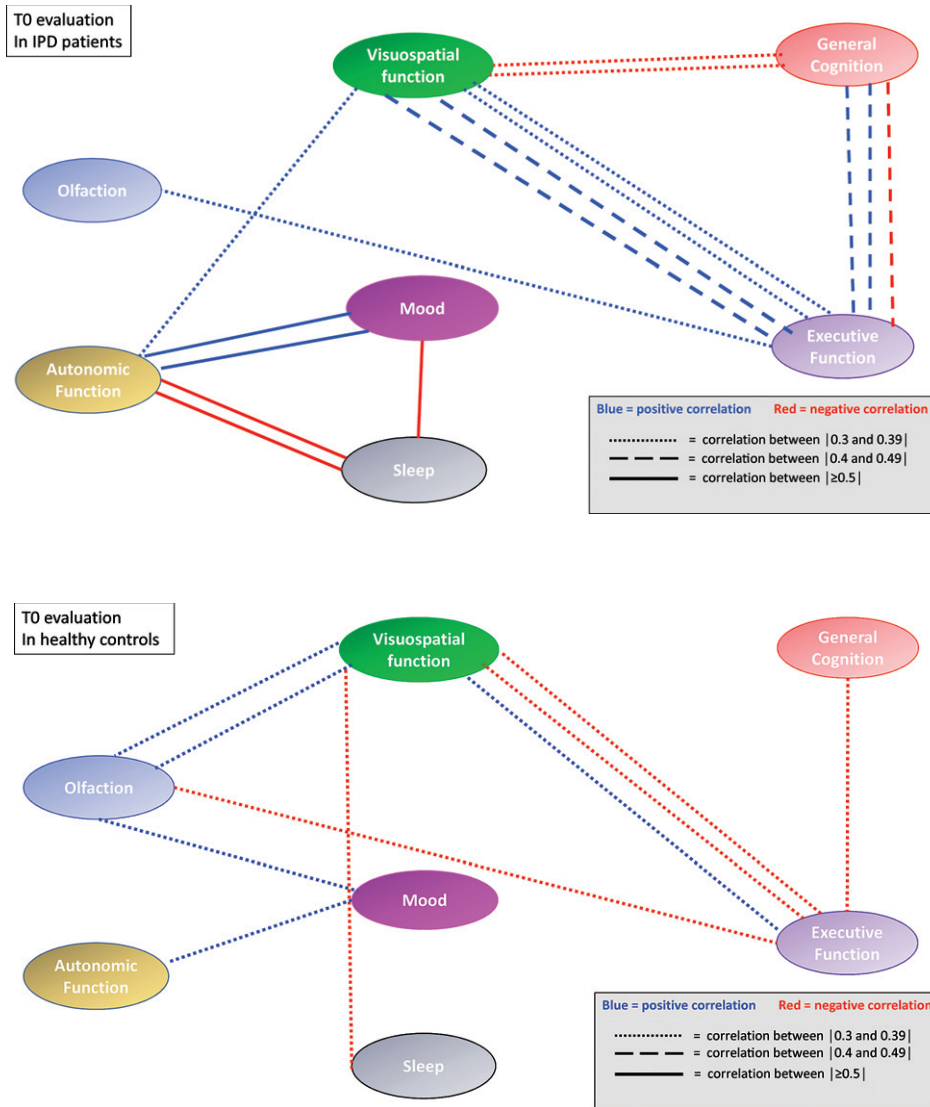 T0 evaluation
In IPD patients
Visuospatial
function
General
Cognition
Olfaction
Mood
Autonomic
Function
Executive
Function
Sleep
Blue = positive correlation Red = negative correlation
= correlation between |0.3 and 0.39|
= correlation between |0.4 and 0.49|
= correlation between |≥0.5|
T0 evaluation
In healthy controls
Visuospatial
function
General
Cognition
Olfaction
Mood
Executive
Function
Autonomic
Function
Sleep
Blue = positive correlation Red = negative correlation
= correlation between |0.3 and 0.39|
= correlation between |0.4 and 0.49|
= correlation between |≥0.5|